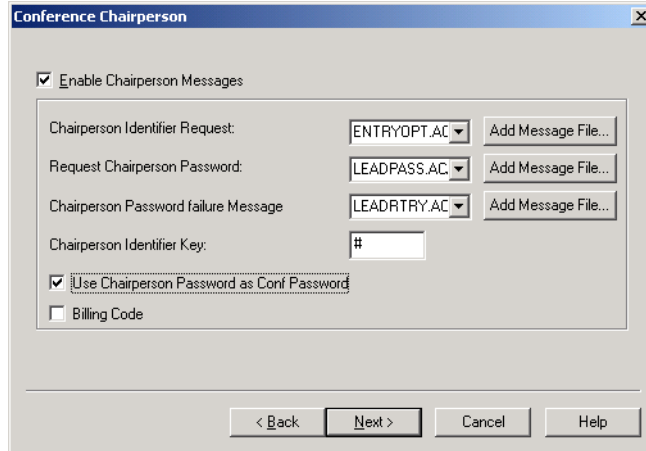 Conference Chairperson
Enable Chairperson Messages
Chairperson Identifier Request: ENTRYOPT.AC Add Message File...
Request Chairperson Password: LEADPASS.AC Add Message File...
Chairperson Password failure Message LEADRTRY.AC Add Message File...
Chairperson Identifier Key: #
Use Chairperson Password as Conf Password
Billing Code
< Back Next > Cancel Help